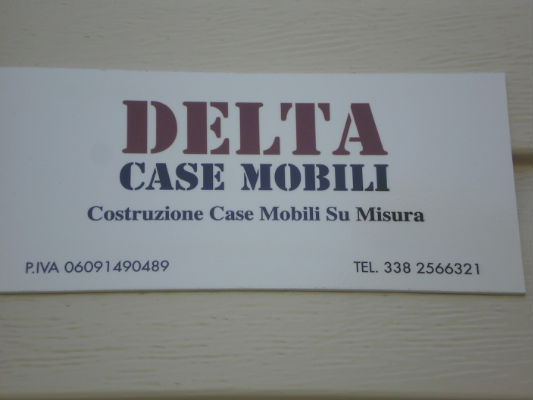 DELTA
CASE MOBILI
Costruzione Case Mobili Su Misura
P.IVA 06091490489 TEL. 338 2566321